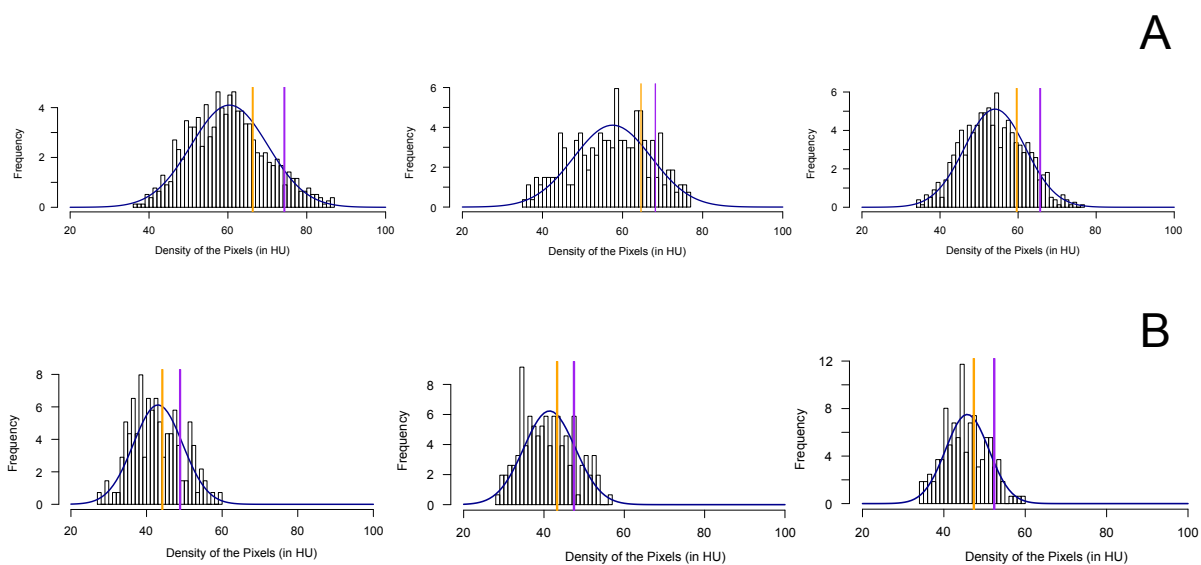 A
Frequency
0 2 4
20 40 60 80 100
Density of the Pixels (in HU)
Frequency
0 2 4 6
20 40 60 80 100
Density of the Pixels (in HU)
Frequency
0 2 4 6
20 40 60 80 100
Density of the Pixels (in HU)
B
Frequency
0 2 4 6 8
20 40 60 80 100
Density of the Pixels (in HU)
Frequency
0 2 4 6 8
20 40 60 80 100
Density of the Pixels (in HU)
Frequency
0 4 8 12
20 40 60 80 100
Density of the Pixels (in HU)